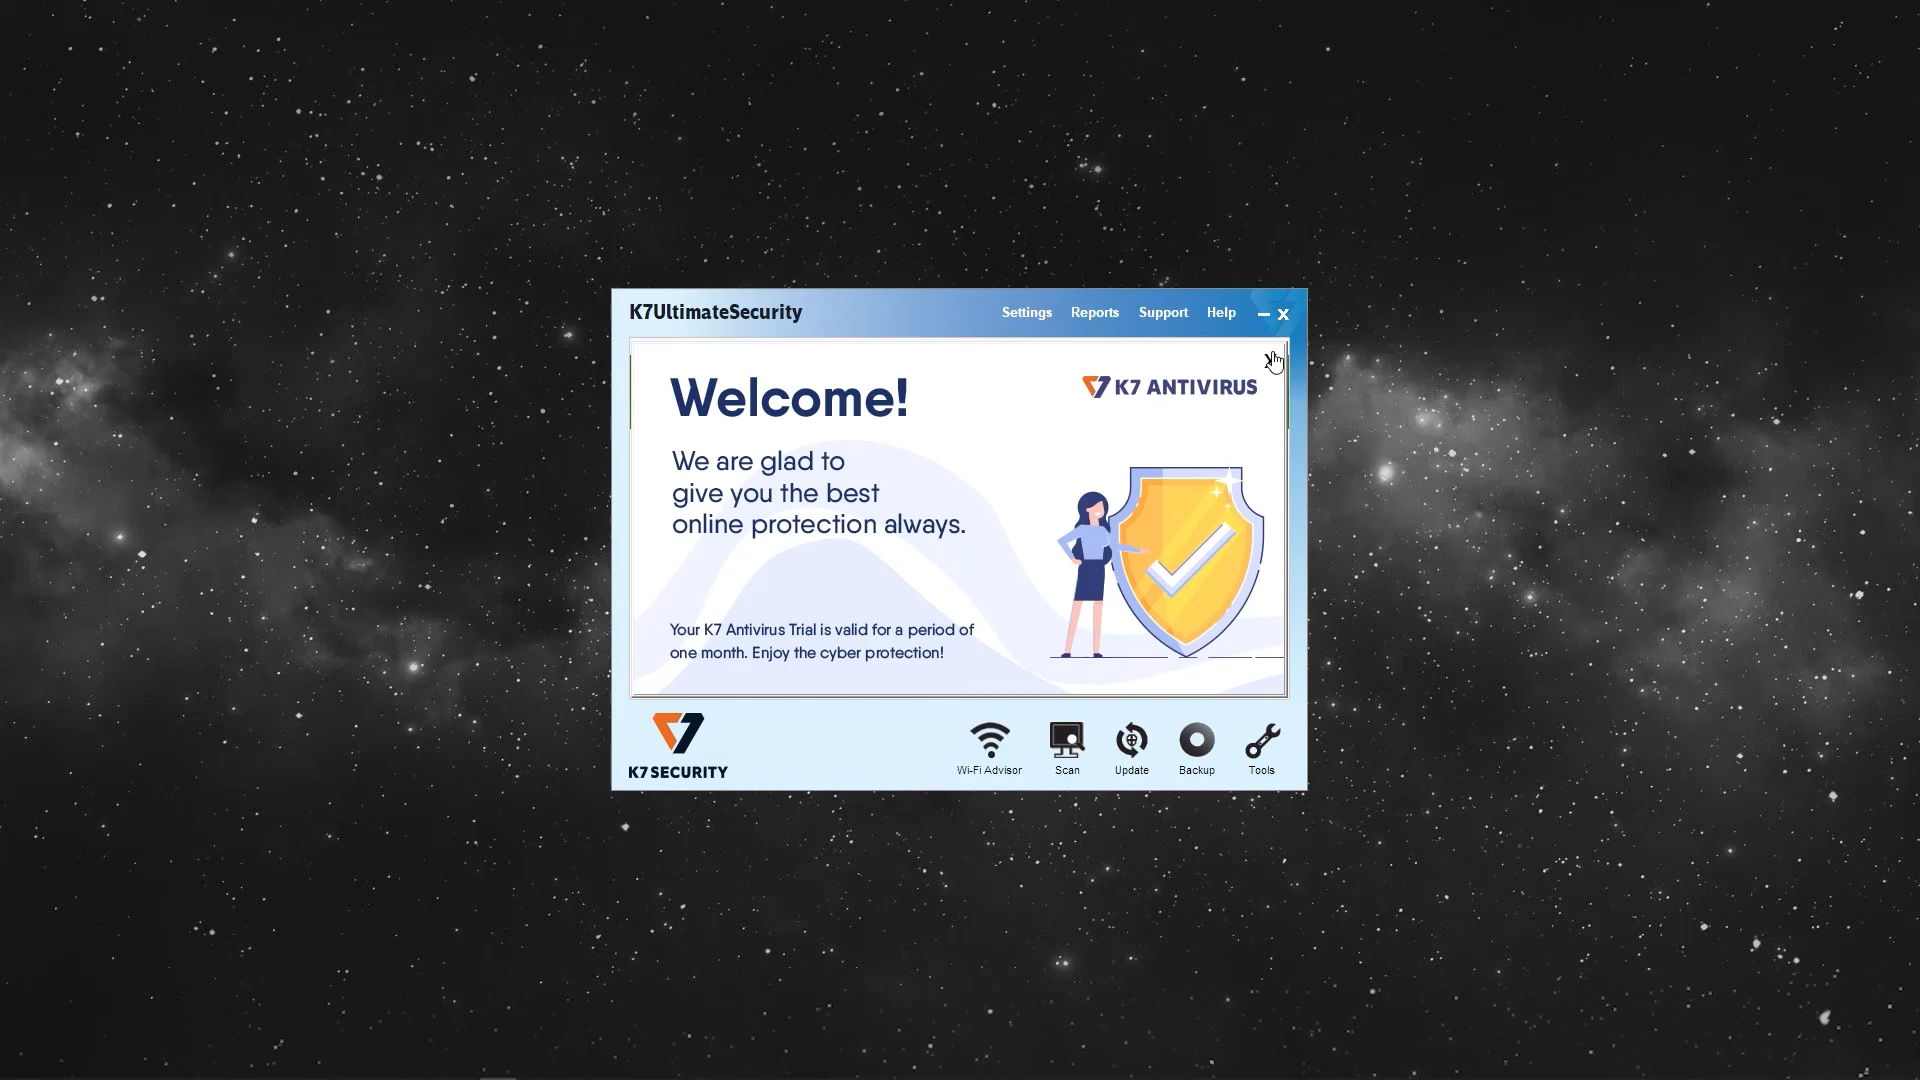 K7UltimateSecurity
Settings Reports Support Help
Welcome!
K7 ANTIVIRUS
We are glad to
give you the best
online protection always.
Your K7 Antivirus Trial is valid for a period of
one month. Enjoy the cyber protection!
K7 SECURITY
Wi-Fi Advisor Scan Update Backup Tools